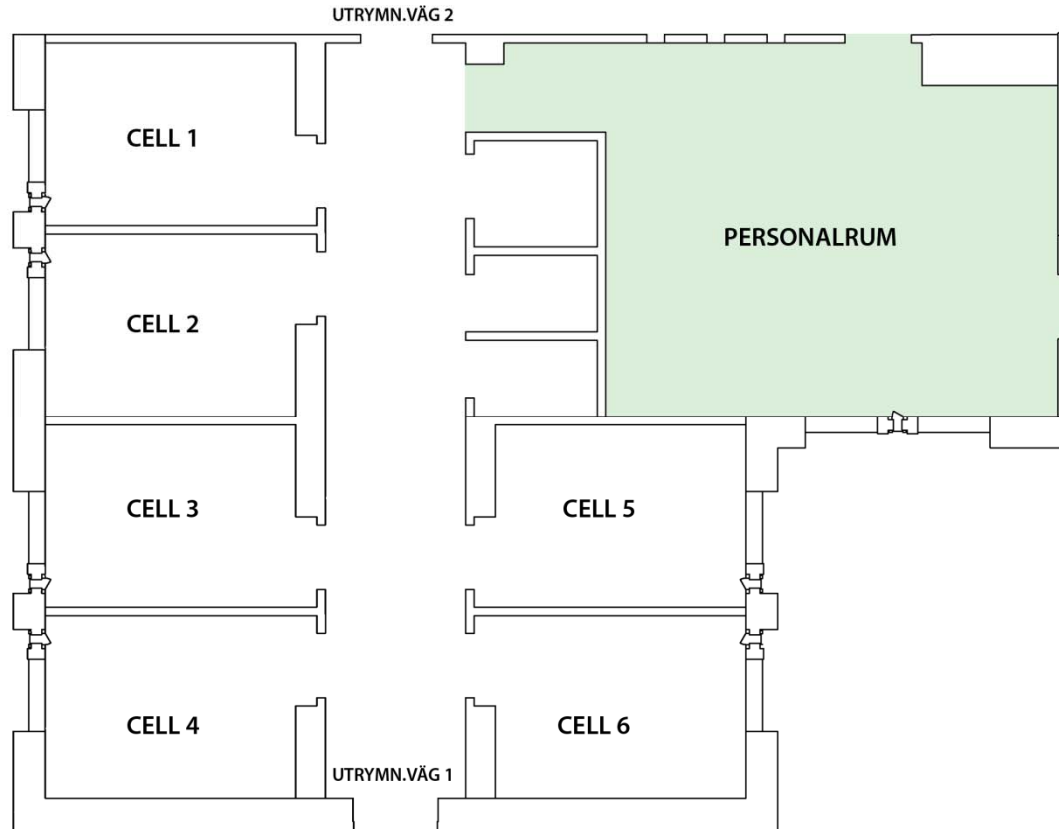 UTRYMN.VÄG 2
CELL 1
PERSONALRUM
CELL 2
CELL 3
CELL 5
CELL 4
CELL 6
UTRYMN.VÄG 1